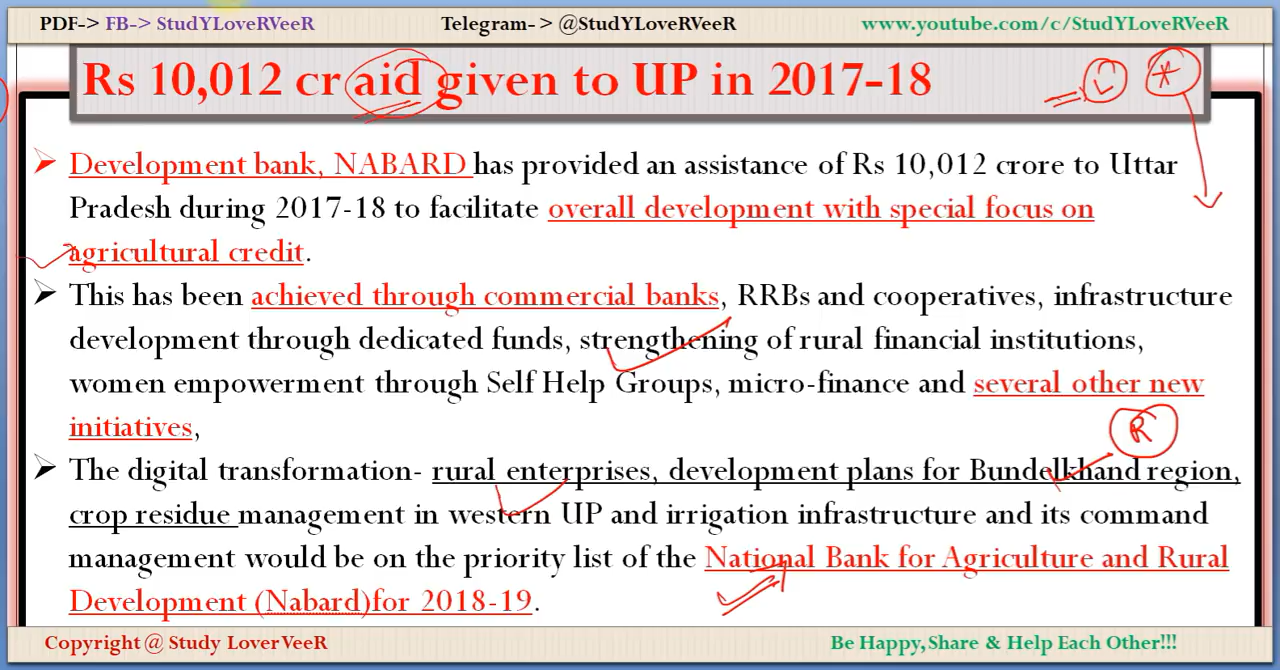 PDF-> FB-> StudYLoveRVeeR Telegram-> @StudYLoveRVeeR www.youtube.com/c/StudYLoveRVeeR
Rs 10,012 cr aid given to UP in 2017-18
L *
Development bank, NABARD has provided an assistance of Rs 10,012 crore to Uttar
Pradesh during 2017-18 to facilitate overall development with special focus on
agricultural credit.
This has been achieved through commercial banks, RRBs and cooperatives, infrastructure
development through dedicated funds, strengthening of rural financial institutions,
women empowerment through Self Help Groups, micro-finance and several other new
initiatives,
R
The digital transformation- rural enterprises, development plans for Bundelkhand region,
crop residue management in western UP and irrigation infrastructure and its command
management would be on the priority list of the National Bank for Agriculture and Rural
Development (Nabard)for 2018-19.
Copyright @ Study LoverVeeR Be Happy,Share & Help Each Other!!!